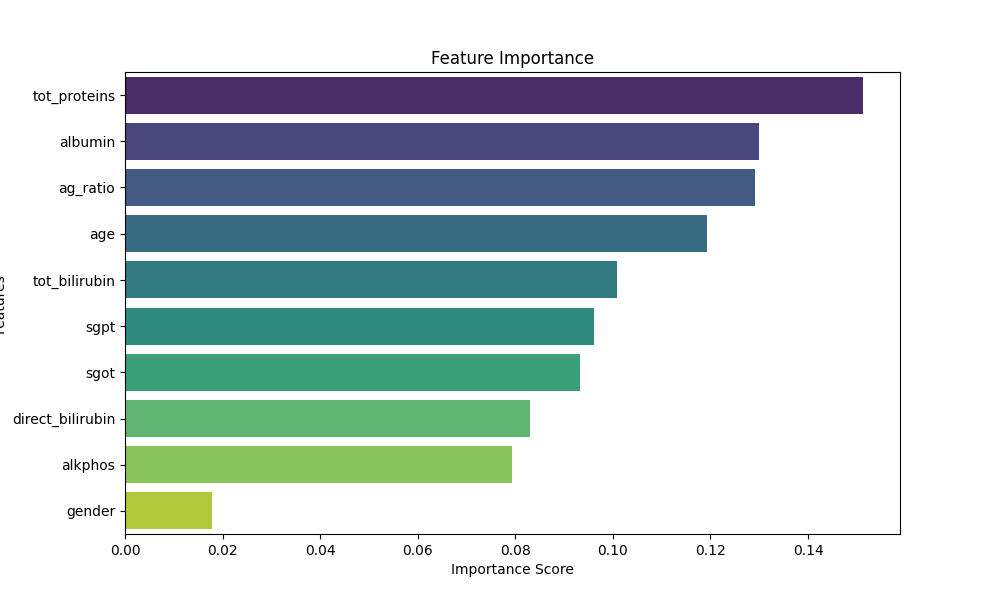 Feature Importance
tot_proteins
albumin
ag_ratio
age
tot_bilirubin
sgpt
sgot
direct_bilirubin
alkphos
gender
0.00 0.02 0.04 0.06 0.08 0.10 0.12 0.14
Importance Score